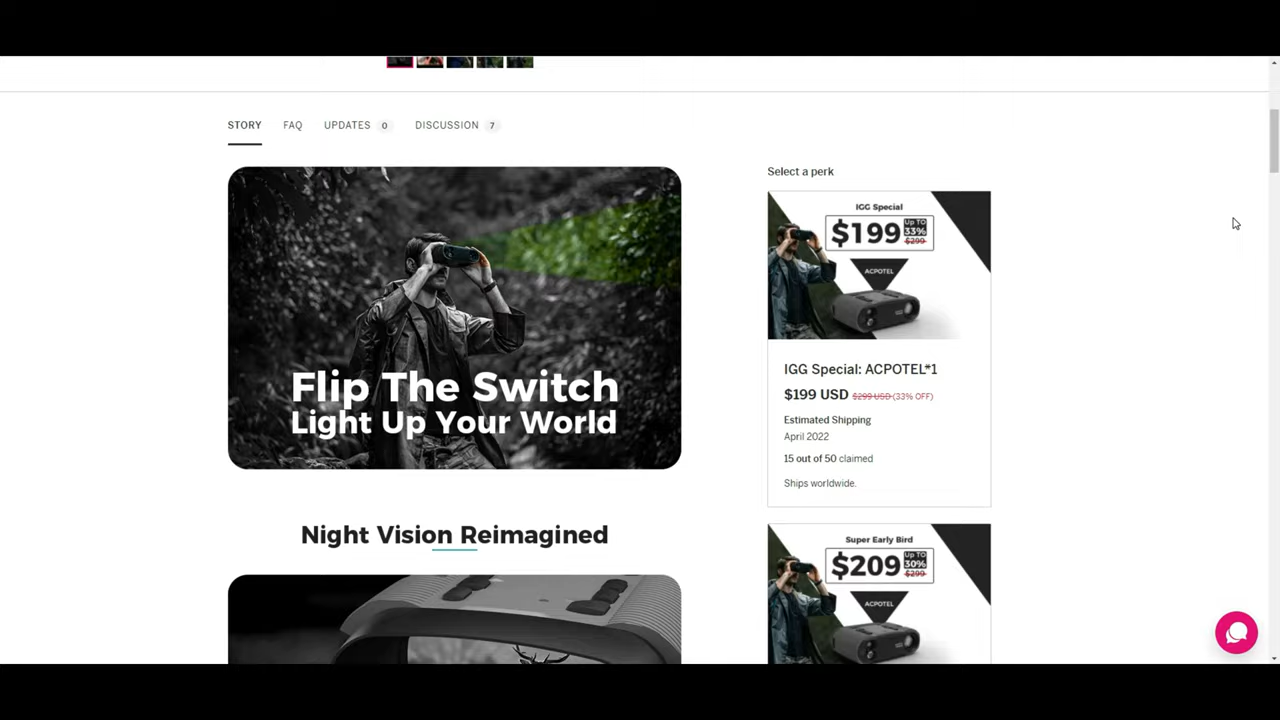 STORY FAQ UPDATES 0 DISCUSSION 7
Flip The Switch
Light Up Your World
Night Vision Reimagined
Select a perk
IGG Special
$199 Up TO
33%
$299
ACPOTEL
IGG Special: ACPOTEL*1
$199 USD $299 USD (33% OFF)
Estimated Shipping
April 2022
15 out of 50 claimed
Ships worldwide.
Super Early Bird
$209 Up TO
30%
$299
ACPOTEL